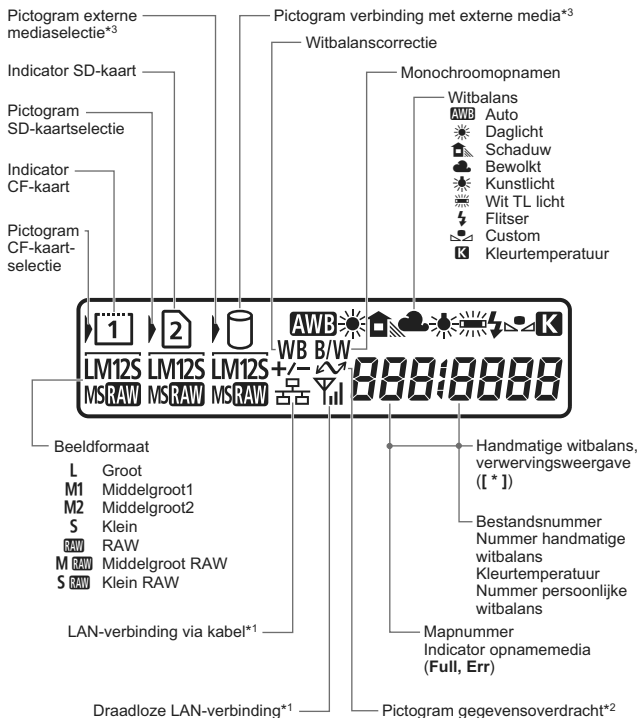 Pictogram externe
mediaselectie*3
Pictogram verbinding met externe media*3
Witbalanscorrectie
Indicator SD-kaart
Monochroomopnamen
Pictogram
SD-kaartselectie
Witbalans
AWB Auto
Daglicht
Schaduw
Bewolkt
Kunstlicht
Wit TL licht
Flitser
Custom
K Kleurtemperatuur
Indicator
CF-kaart
Pictogram
CF-kaart-
selectie
1 2 AWB K
WB B/W
LM12S LM12S LM12S +/- 888:8888
MS RAW MS RAW MS RAW
Beeldformaat
L Groot
M1 Middelgroot1
M2 Middelgroot2
S Klein
RAW RAW
M RAW Middelgroot RAW
S RAW Klein RAW
Handmatige witbalans,
verwervingsweergave
([ * ])
Bestandsnummer
Nummer handmatige
witbalans
Kleurtemperatuur
Nummer persoonlijke
witbalans
LAN-verbinding via kabel*1
Mapnummer
Indicator opnamemedia
(Full, Err)
Draadloze LAN-verbinding*1
Pictogram gegevensoverdracht*2